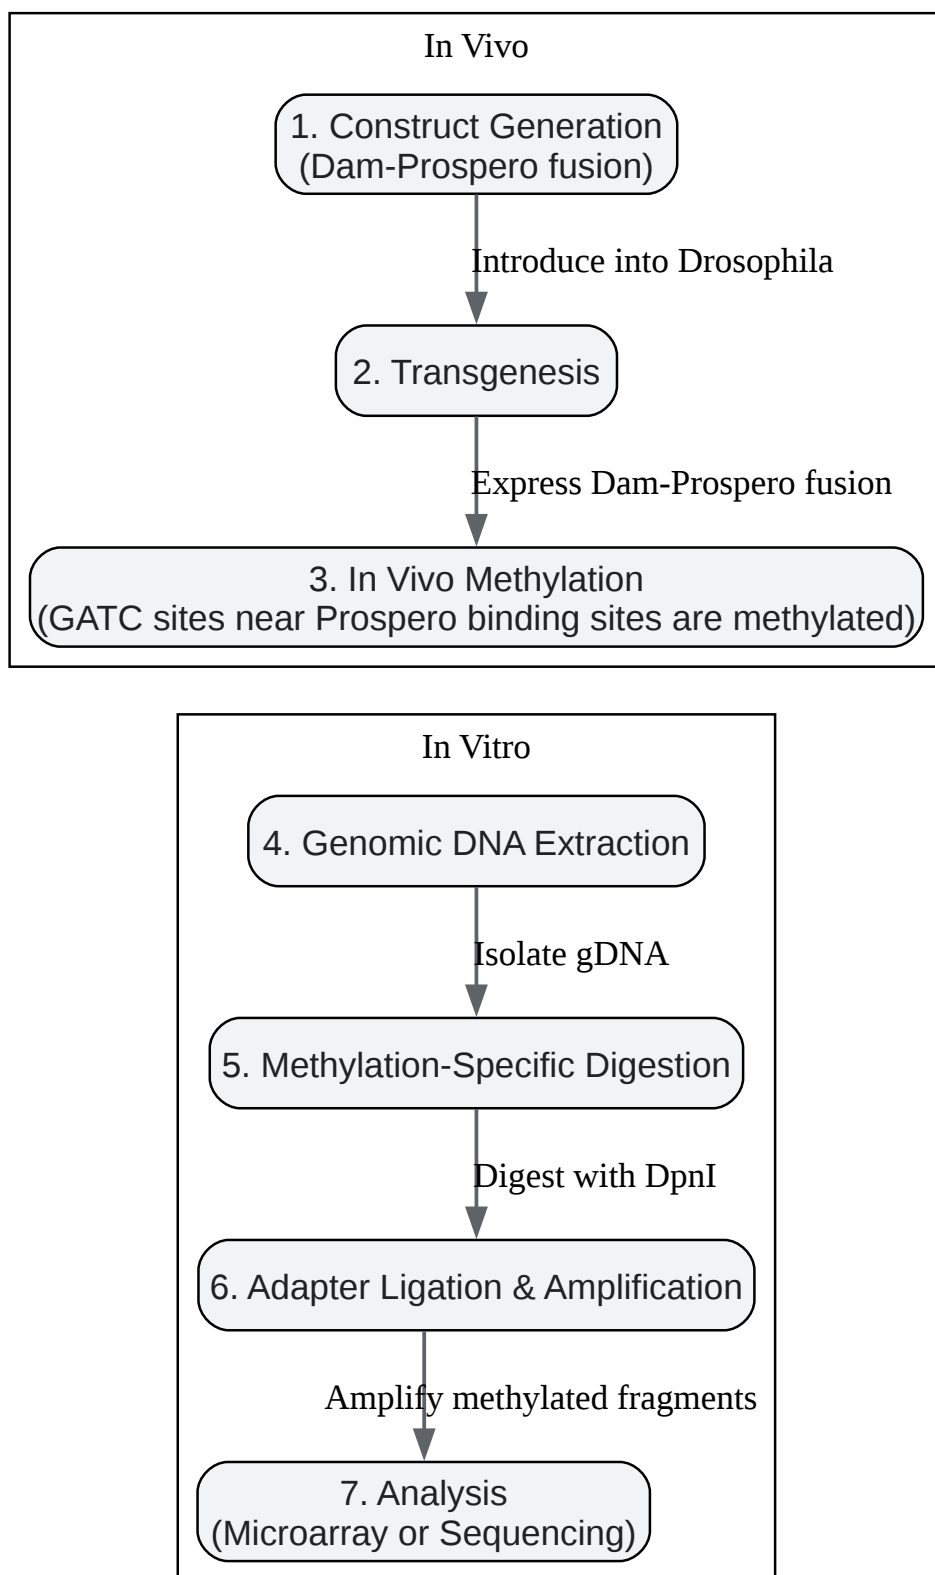 In Vivo
1. Construct Generation
(Dam-Prospero fusion)
Introduce into Drosophila
2. Transgenesis
Express Dam-Prospero fusion
3. In Vivo Methylation
(GATC sites near Prospero binding sites are methylated)
In Vitro
4. Genomic DNA Extraction
Isolate gDNA
5. Methylation-Specific Digestion
Digest with DpnI
6. Adapter Ligation & Amplification
Amplify methylated fragments
7. Analysis
(Microarray or Sequencing)